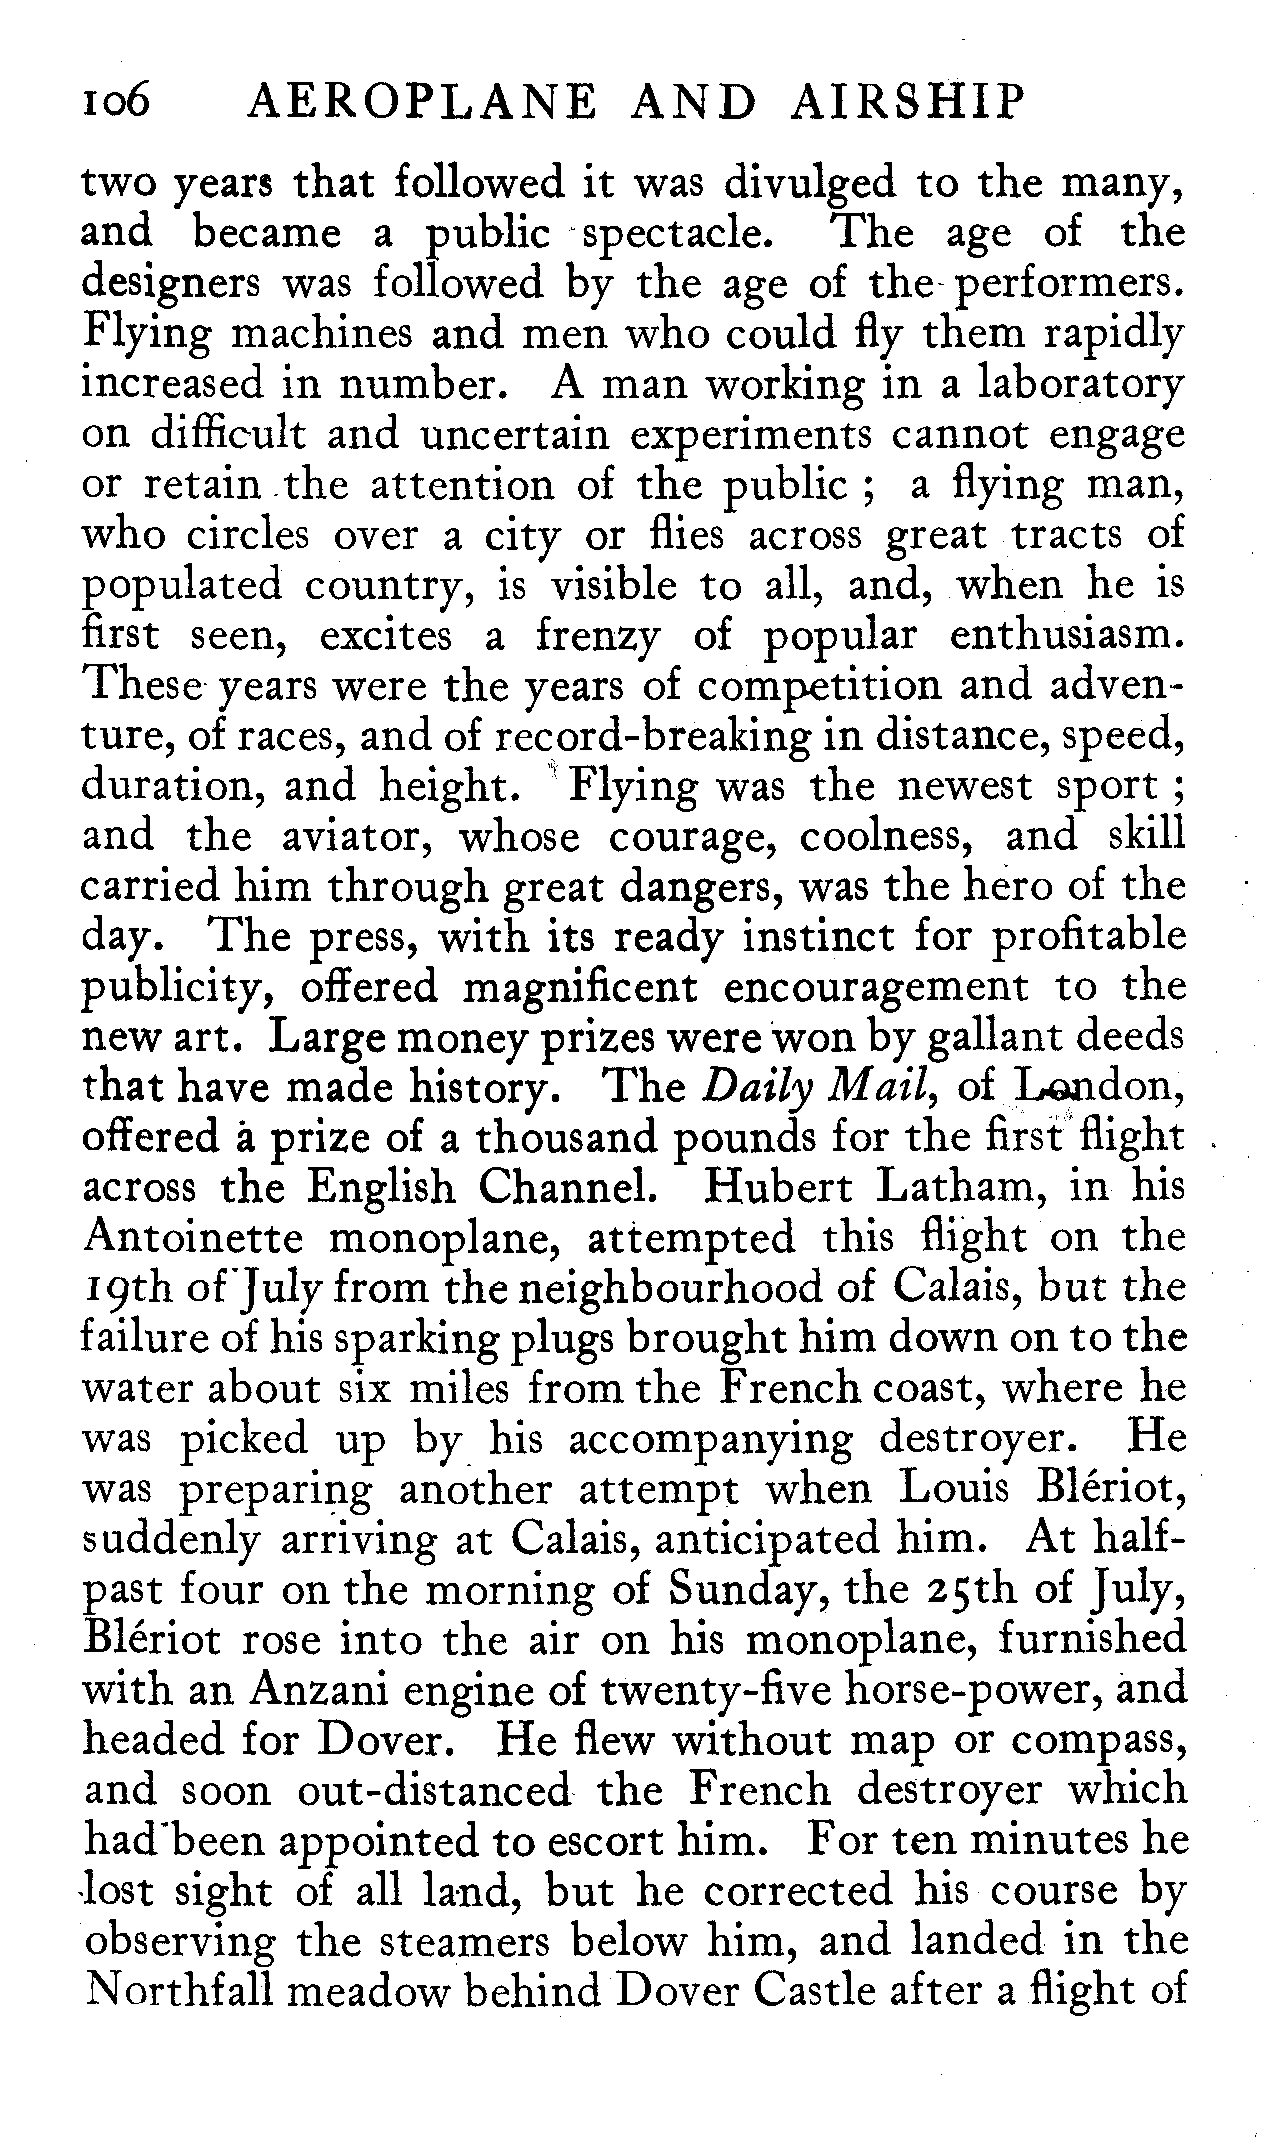 106 AEROPLANE AND AIRSHIP
two years that followed it was divulged to the many,
and became a public spectacle. The age of the
designers was followed by the age of the performers.
Flying machines and men who could fly them rapidly
increased in number. A man working in a laboratory
on difficult and uncertain experiments cannot engage
or retain the attention of the public ; a flying man,
who circles over a city or flies across great tracts of
populated country, is visible to all, and, when he is
first seen, excites a frenzy of popular enthusiasm.
These years were the years of competition and adven-
ture, of races, and of record-breaking in distance, speed,
duration, and height. Flying was the newest sport ;
and the aviator, whose courage, coolness, and skill
carried him through great dangers, was the hero of the
day. The press, with its ready instinct for profitable
publicity, offered magnificent encouragement to the
new art. Large money prizes were won by gallant deeds
that have made history. The Daily Mail, of London,
offered a prize of a thousand pounds for the first flight
across the English Channel. Hubert Latham, in his
Antoinette monoplane, attempted this flight on the
19th of July from the neighbourhood of Calais, but the
failure of his sparking plugs brought him down on to the
water about six miles from the French coast, where he
was picked up by his accompanying destroyer. He
was preparing another attempt when Louis Blériot,
suddenly arriving at Calais, anticipated him. At half-
past four on the morning of Sunday, the 25th of July,
Blériot rose into the air on his monoplane, furnished
with an Anzani engine of twenty-five horse-power, and
headed for Dover. He flew without map or compass,
and soon out-distanced the French destroyer which
had been appointed to escort him. For ten minutes he
lost sight of all land, but he corrected his course by
observing the steamers below him, and landed in the
Northfall meadow behind Dover Castle after a flight of